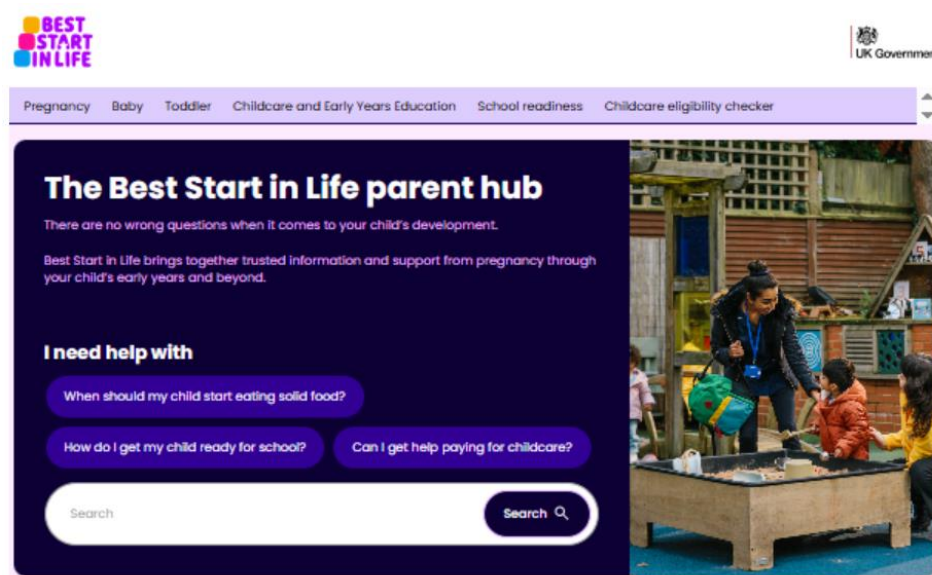 BEST
START
IN LIFE
UK Governmen
Pregnancy Baby Toddler Childcare and Early Years Education School readiness Childcare eligibility checker
The Best Start in Life parent hub
There are no wrong questions when it comes to your child's development.
Best Start in Life brings together trusted information and support from pregnancy through
your child's early years and beyond.
I need help with
When should my child start eating solid food?
How do I get my child ready for school? Can I get help paying for childcare?
Search Search